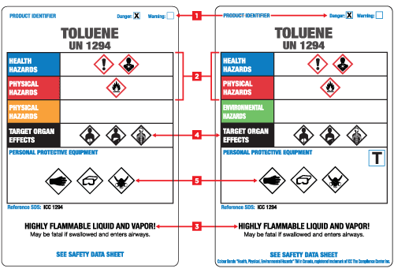 PRODUCT IDENTIFIER Danger: X Warning:
TOLUENE
UN 1294
HEALTH
HAZARDS
PHYSICAL
HAZARDS
PHYSICAL
HAZARDS
TARGET ORGAN
EFFECTS
PERSONAL PROTECTIVE EQUIPMENT
Reference SDS: ICC 1294
HIGHLY FLAMMABLE LIQUID AND VAPOR!
May be fatal if swallowed and enters airways.
SEE SAFETY DATA SHEET
1
2
4
5
3
PRODUCT IDENTIFIER Danger: X Warning:
TOLUENE
UN 1294
HEALTH
HAZARDS
PHYSICAL
HAZARDS
ENVIRONMENTAL
HAZARDS
TARGET ORGAN
EFFECTS
PERSONAL PROTECTIVE EQUIPMENT
T
Reference SDS: ICC 1294
HIGHLY FLAMMABLE LIQUID AND VAPOR!
May be fatal if swallowed and enters airways.
SEE SAFETY DATA SHEET